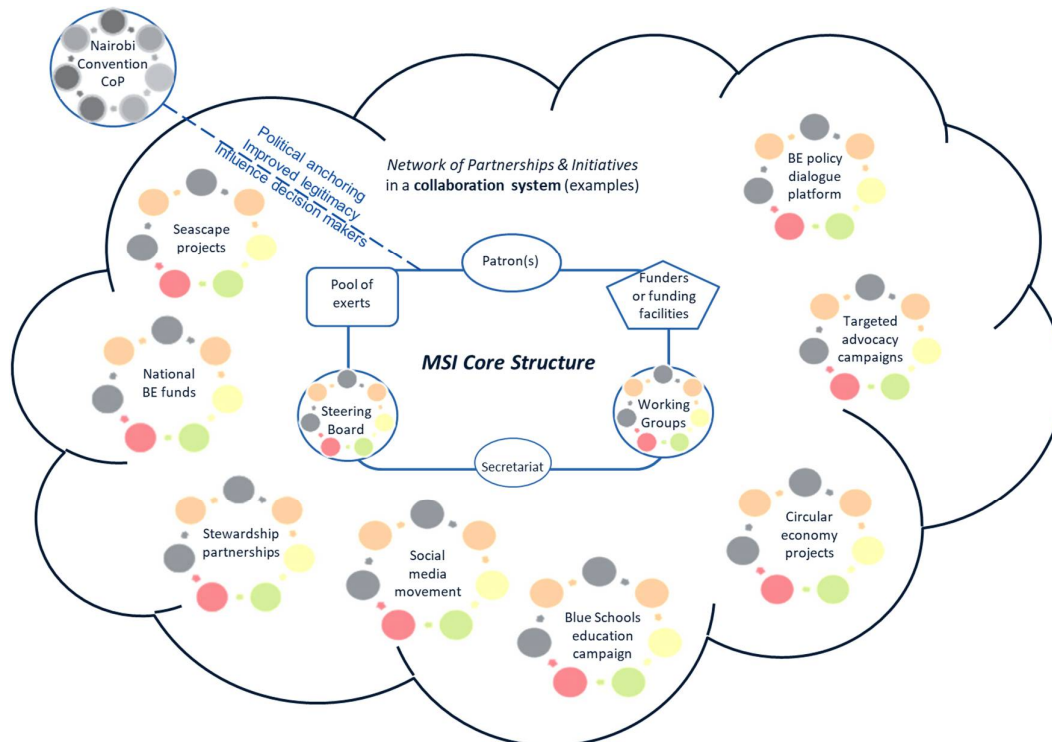 Nairobi
Convention
CoP
Political anchoring
Improved legitimacy
Influence decision makers
Network of Partnerships & Initiatives
in a collaboration system (examples)
BE policy
dialogue
platform
Seascape
projects
Patron(s)
Pool of
exerts
Funders
or funding
facilities
Targeted
advocacy
campaigns
MSI Core Structure
National
BE funds
Steering
Board
Working
Groups
Secretariat
Stewardship
partnerships
Social
media
movement
Circular
economy
projects
Blue Schools
education
campaign